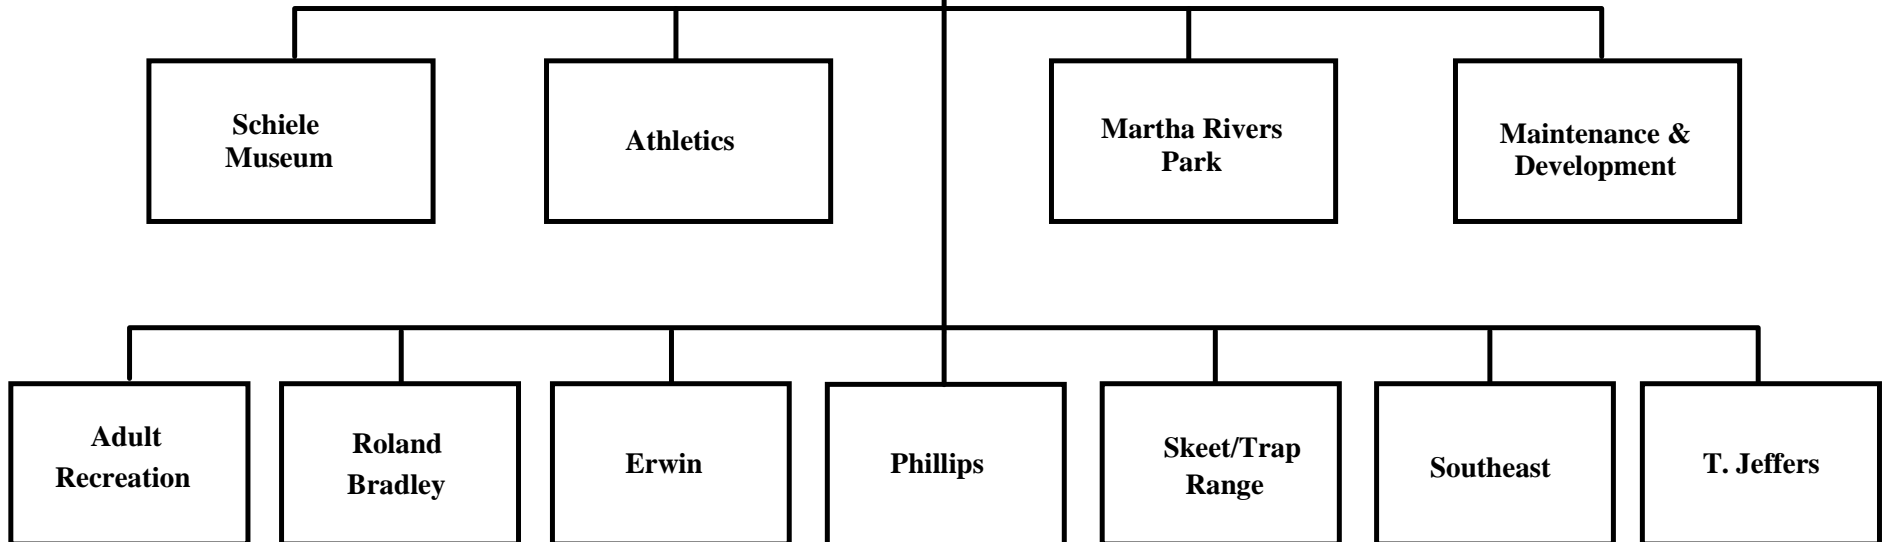 Schiele
Museum
Athletics
Martha Rivers
Park
Maintenance &
Development
Adult
Recreation
Roland
Bradley
Erwin
Phillips
Skeet/Trap
Range
Southeast
T. Jeffers